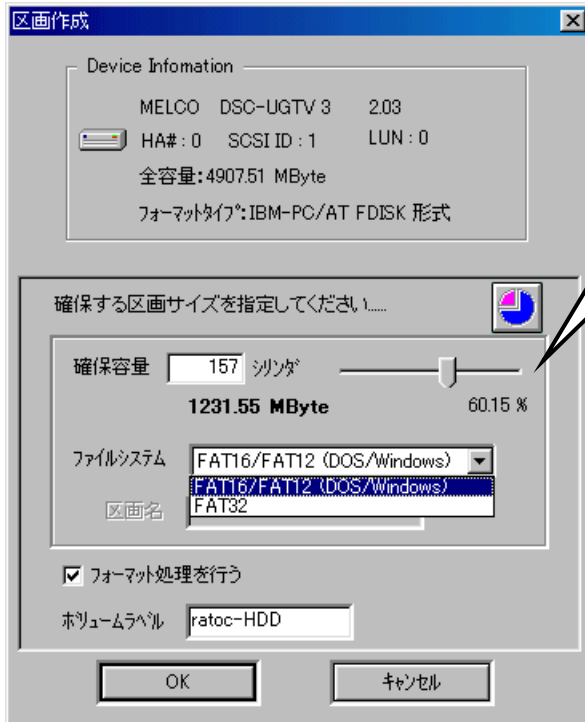 区画作成
Device Infomation
MELCO DSC-UGTV 3 2.03
HA# : 0 SCSI ID : 1 LUN : 0
全容量:4907.51 MByte
フォーマットタイプ:IBM-PC/AT FDISK 形式
確保する区画サイズを指定してください.....
確保容量 157 シリンダ
1231.55 MByte 60.15 %
ファイルシステム FAT16/FAT12 (DOS/Windows)
FAT16/FAT12 (DOS/Windows)
区画名 FAT32
フォーマット処理を行う
ボリュームラベル ratoc-HDD
OK キャンセル